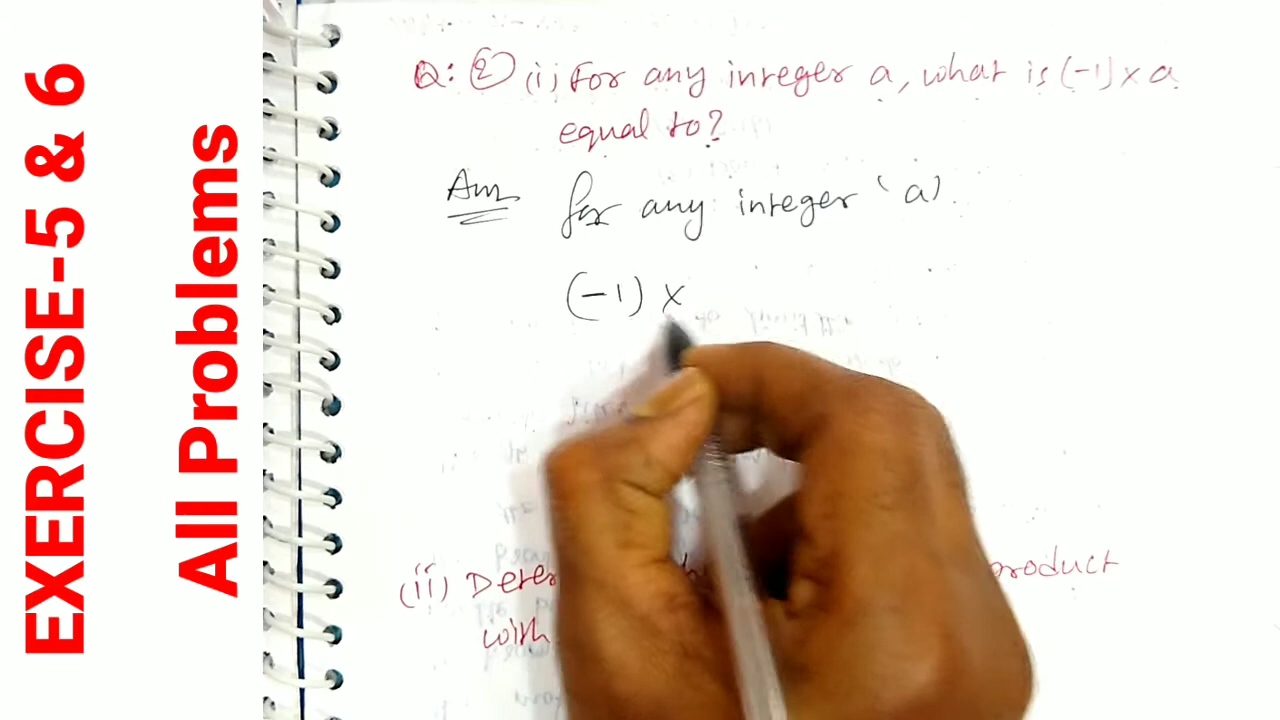 EXERCISE-5 & 6
All Problems
Q: (2) (i) For any integer a, what is (-1) x a
equal to?
Ans for any integer 'a'.
(-1) x
(ii) Deter product
with